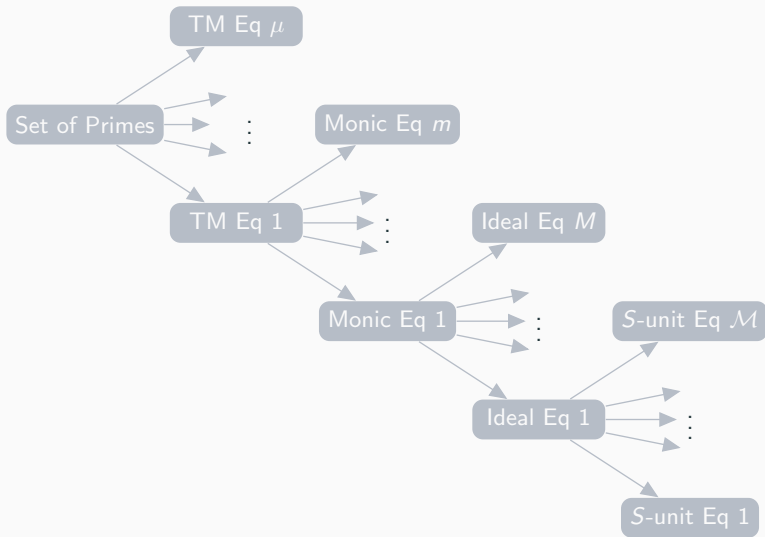 TM Eq μ
Set of Primes
⋮
Monic Eq m
TM Eq 1
⋮
Ideal Eq M
Monic Eq 1
⋮
S-unit Eq ℳ
Ideal Eq 1
⋮
S-unit Eq 1